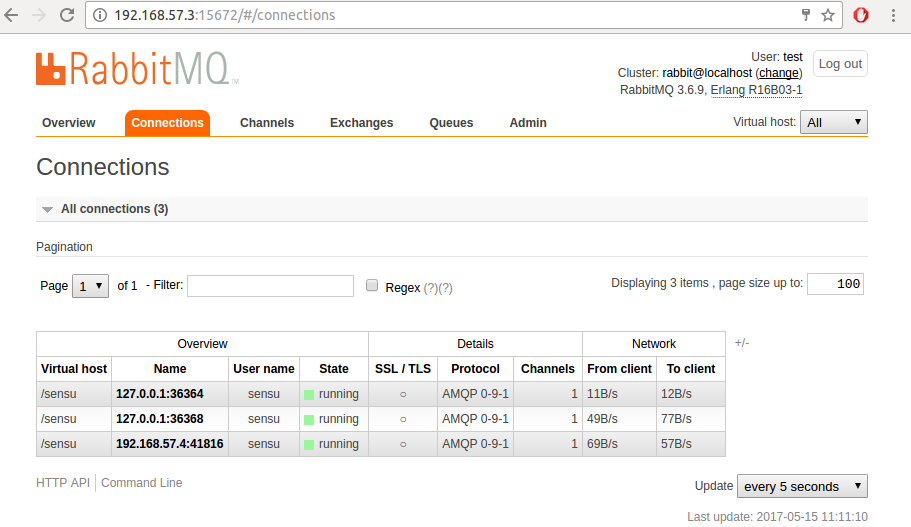 192.168.57.3:15672/#/connections
RabbitMQ™
User: test
Cluster: rabbit@localhost (change)
RabbitMQ 3.6.9, Erlang R16B03-1
Log out
Overview Connections Channels Exchanges Queues Admin
Virtual host: All
Connections
All connections (3)
Pagination
Page 1 of 1 - Filter: Regex (?)(?)
Displaying 3 items , page size up to: 100
Overview Details Network +/-
Virtual host Name User name State SSL / TLS Protocol Channels From client To client
/sensu 127.0.0.1:36364 sensu running ○ AMQP 0-9-1 1 11B/s 12B/s
/sensu 127.0.0.1:36368 sensu running ○ AMQP 0-9-1 1 49B/s 77B/s
/sensu 192.168.57.4:41816 sensu running ○ AMQP 0-9-1 1 69B/s 57B/s
HTTP API Command Line
Update every 5 seconds
Last update: 2017-05-15 11:11:10